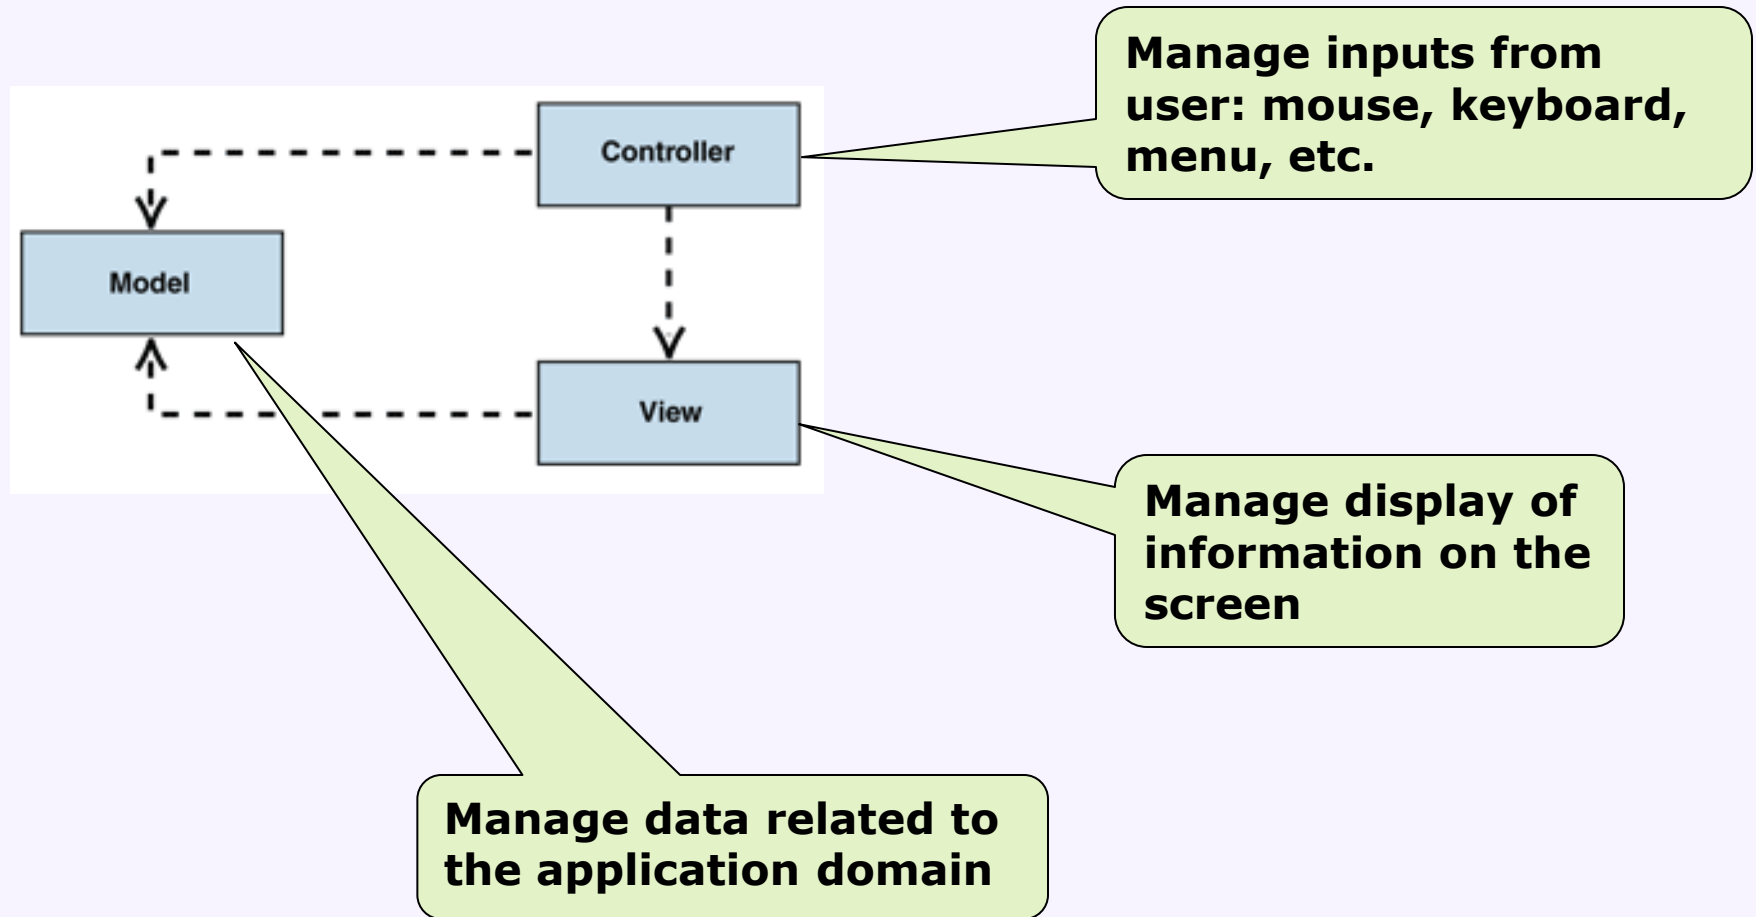 Manage inputs from
user: mouse, keyboard,
menu, etc.
Controller
Model
View
Manage display of
information on the
screen
Manage data related to
the application domain